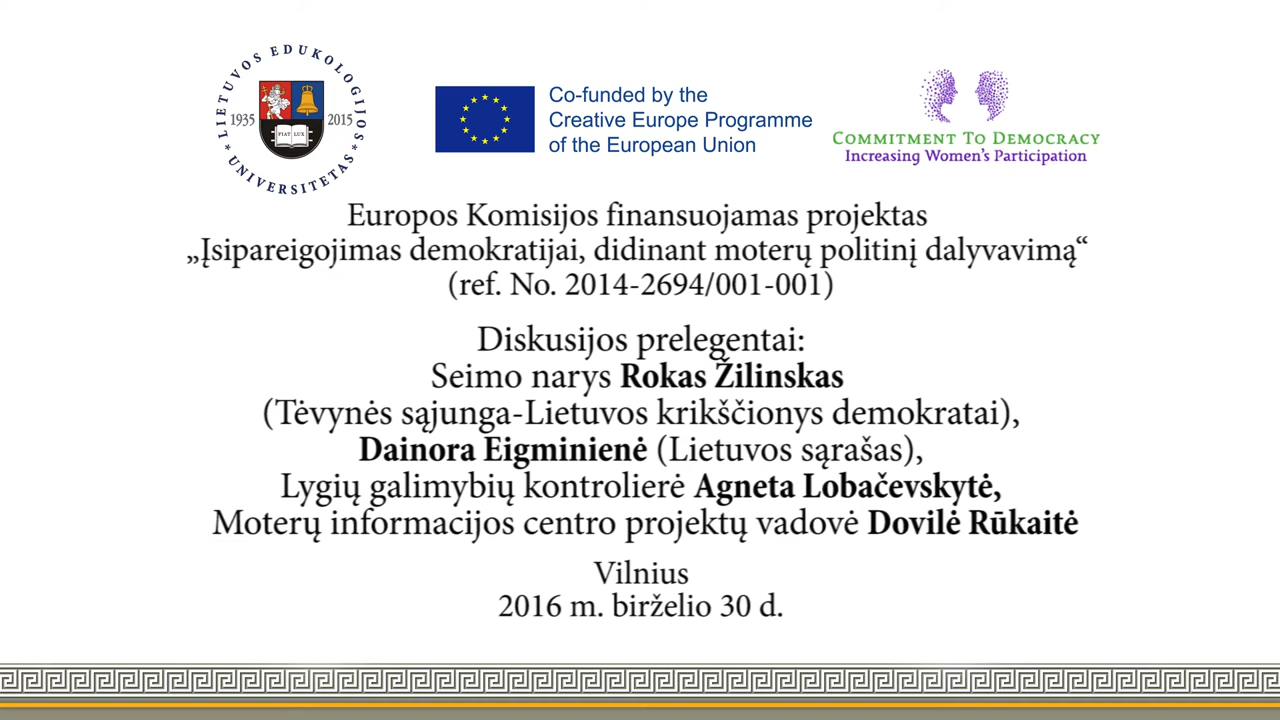 LIETUVOS EDUKOLOGIJOS
1935
2015
FIAT LUX
* UNIVERSITETAS *
Co-funded by the
Creative Europe Programme
of the European Union
COMMITMENT TO DEMOCRACY
Increasing Women's Participation
Europos Komisijos finansuojamas projektas
„Įsipareigojimas demokratijai, didinant moterų politinį dalyvavimą“
(ref. No. 2014-2694/001-001)
Diskusijos prelegentai:
Seimo narys Rokas Žilinskas
(Tėvynės sąjunga-Lietuvos krikščionys demokratai),
Dainora Eigminienė (Lietuvos sąrašas),
Lygių galimybių kontrolierė Agneta Lobačevskytė,
Moterų informacijos centro projektų vadovė Dovilė Rūkaitė
Vilnius
2016 m. birželio 30 d.